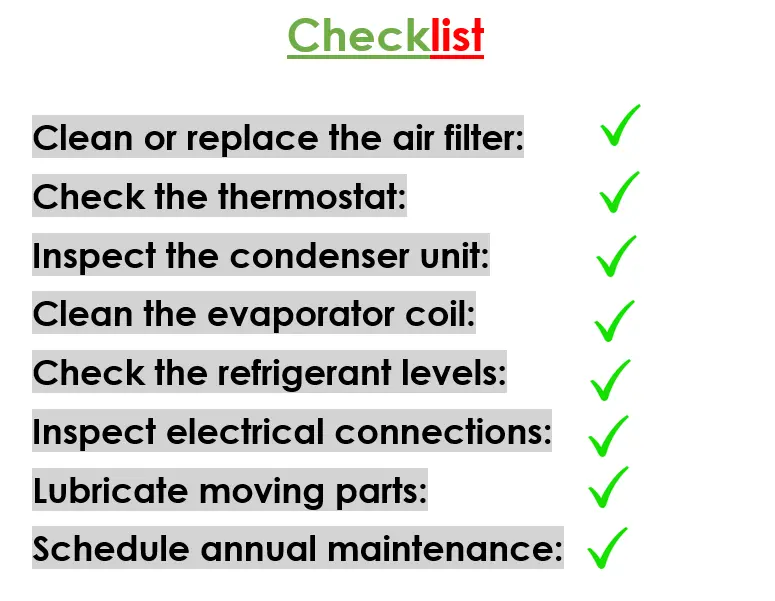 Checklist
Clean or replace the air filter:
Check the thermostat:
Inspect the condenser unit:
Clean the evaporator coil:
Check the refrigerant levels:
Inspect electrical connections:
Lubricate moving parts:
Schedule annual maintenance: